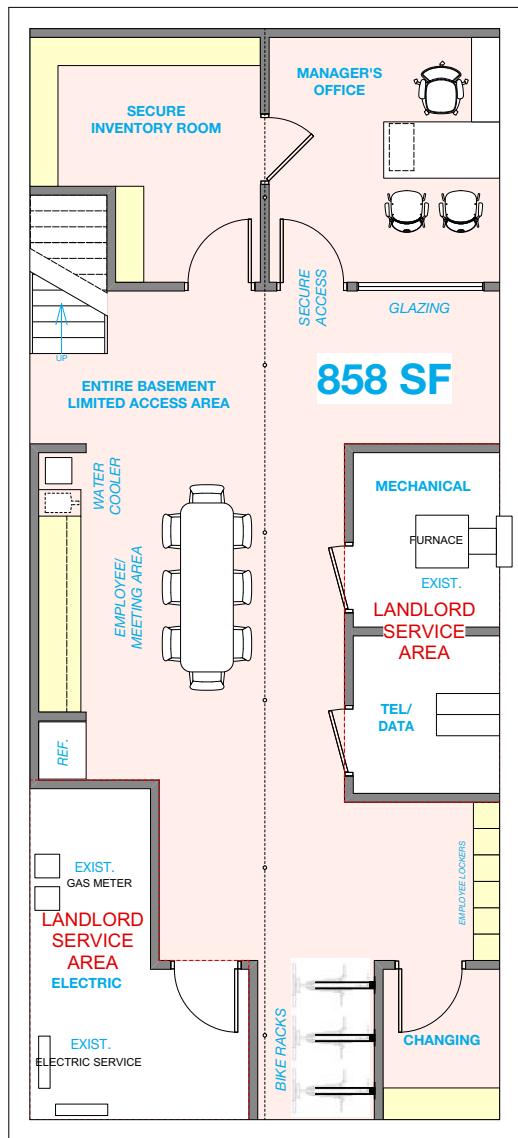 MANAGER'S
OFFICE
SECURE
INVENTORY ROOM
SECURE
ACCESS
GLAZING
UP
858 SF
ENTIRE BASEMENT
LIMITED ACCESS AREA
WATER
COOLER
MECHANICAL
FURNACE
EXIST.
LANDLORD
SERVICE
AREA
EMPLOYEE/
MEETING AREA
TEL/
DATA
REF.
EMPLOYEE LOCKERS
EXIST.
GAS METER
LANDLORD
SERVICE
AREA
ELECTRIC
EXIST.
ELECTRIC SERVICE
BIKE RACKS
CHANGING